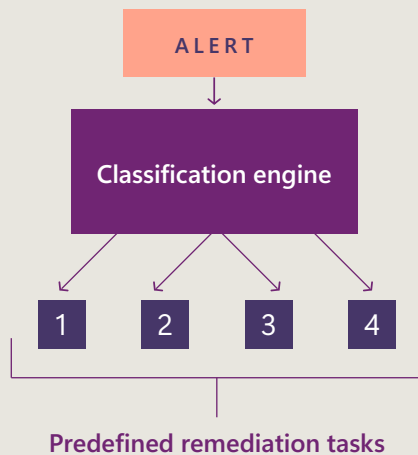 ALERT
Classification engine
1 2 3 4
Predefined remediation tasks